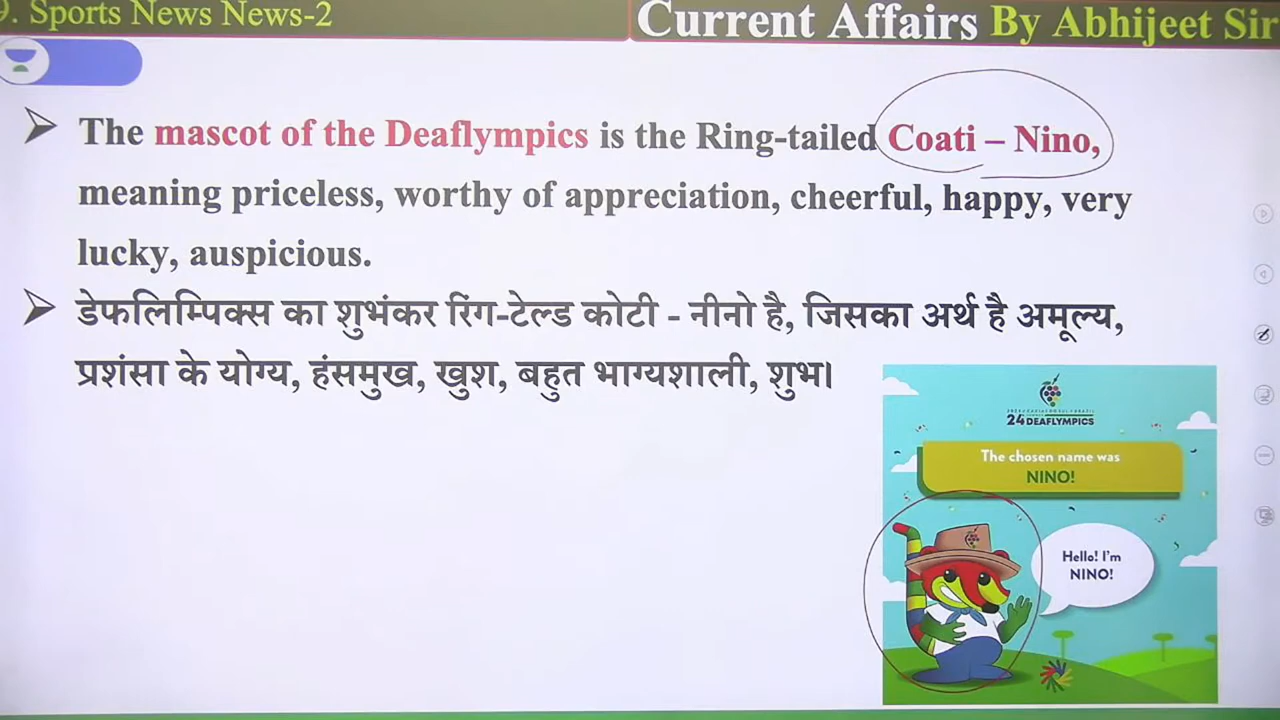 9. Sports News News-2
Current Affairs By Abhijeet Sir
The mascot of the Deaflympics is the Ring-tailed Coati – Nino,
meaning priceless, worthy of appreciation, cheerful, happy, very
lucky, auspicious.
डेफलिम्पिक्स का शुभंकर रिंग-टेल्ड कोटी - नीनो है, जिसका अर्थ है अमूल्य,
प्रशंसा के योग्य, हंसमुख, खुश, बहुत भाग्यशाली, शुभ।
24 DEAFLYMPICS
The chosen name was
NINO!
Hello! I'm
NINO!